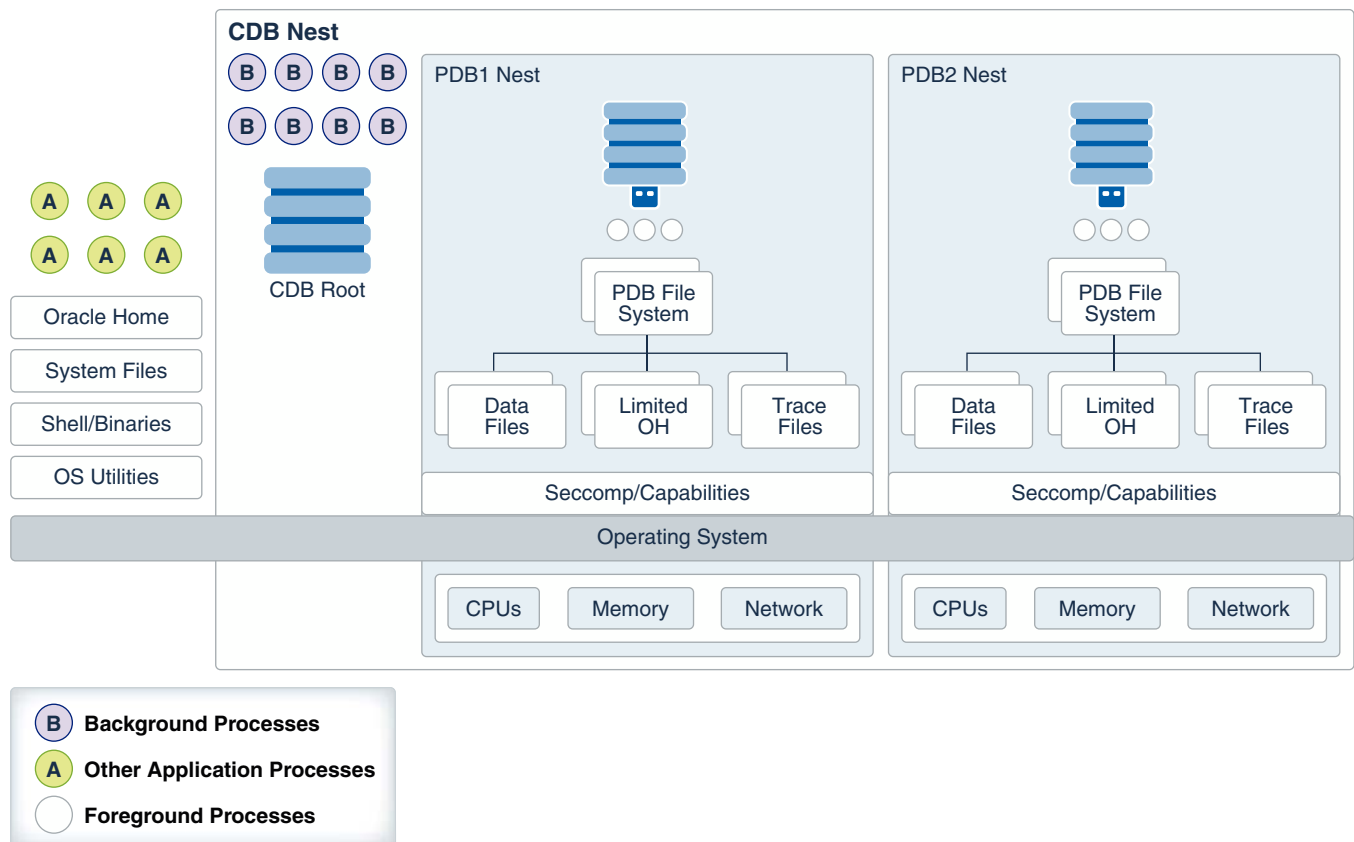 CDB Nest
B B B B
B B B B
CDB Root
A A A
A A A
Oracle Home
System Files
Shell/Binaries
OS Utilities
PDB1 Nest
PDB File
System
Data
Files
Limited
OH
Trace
Files
Seccomp/Capabilities
PDB2 Nest
PDB File
System
Data
Files
Limited
OH
Trace
Files
Seccomp/Capabilities
Operating System
CPUs
Memory
Network
CPUs
Memory
Network
B Background Processes
A Other Application Processes
Foreground Processes